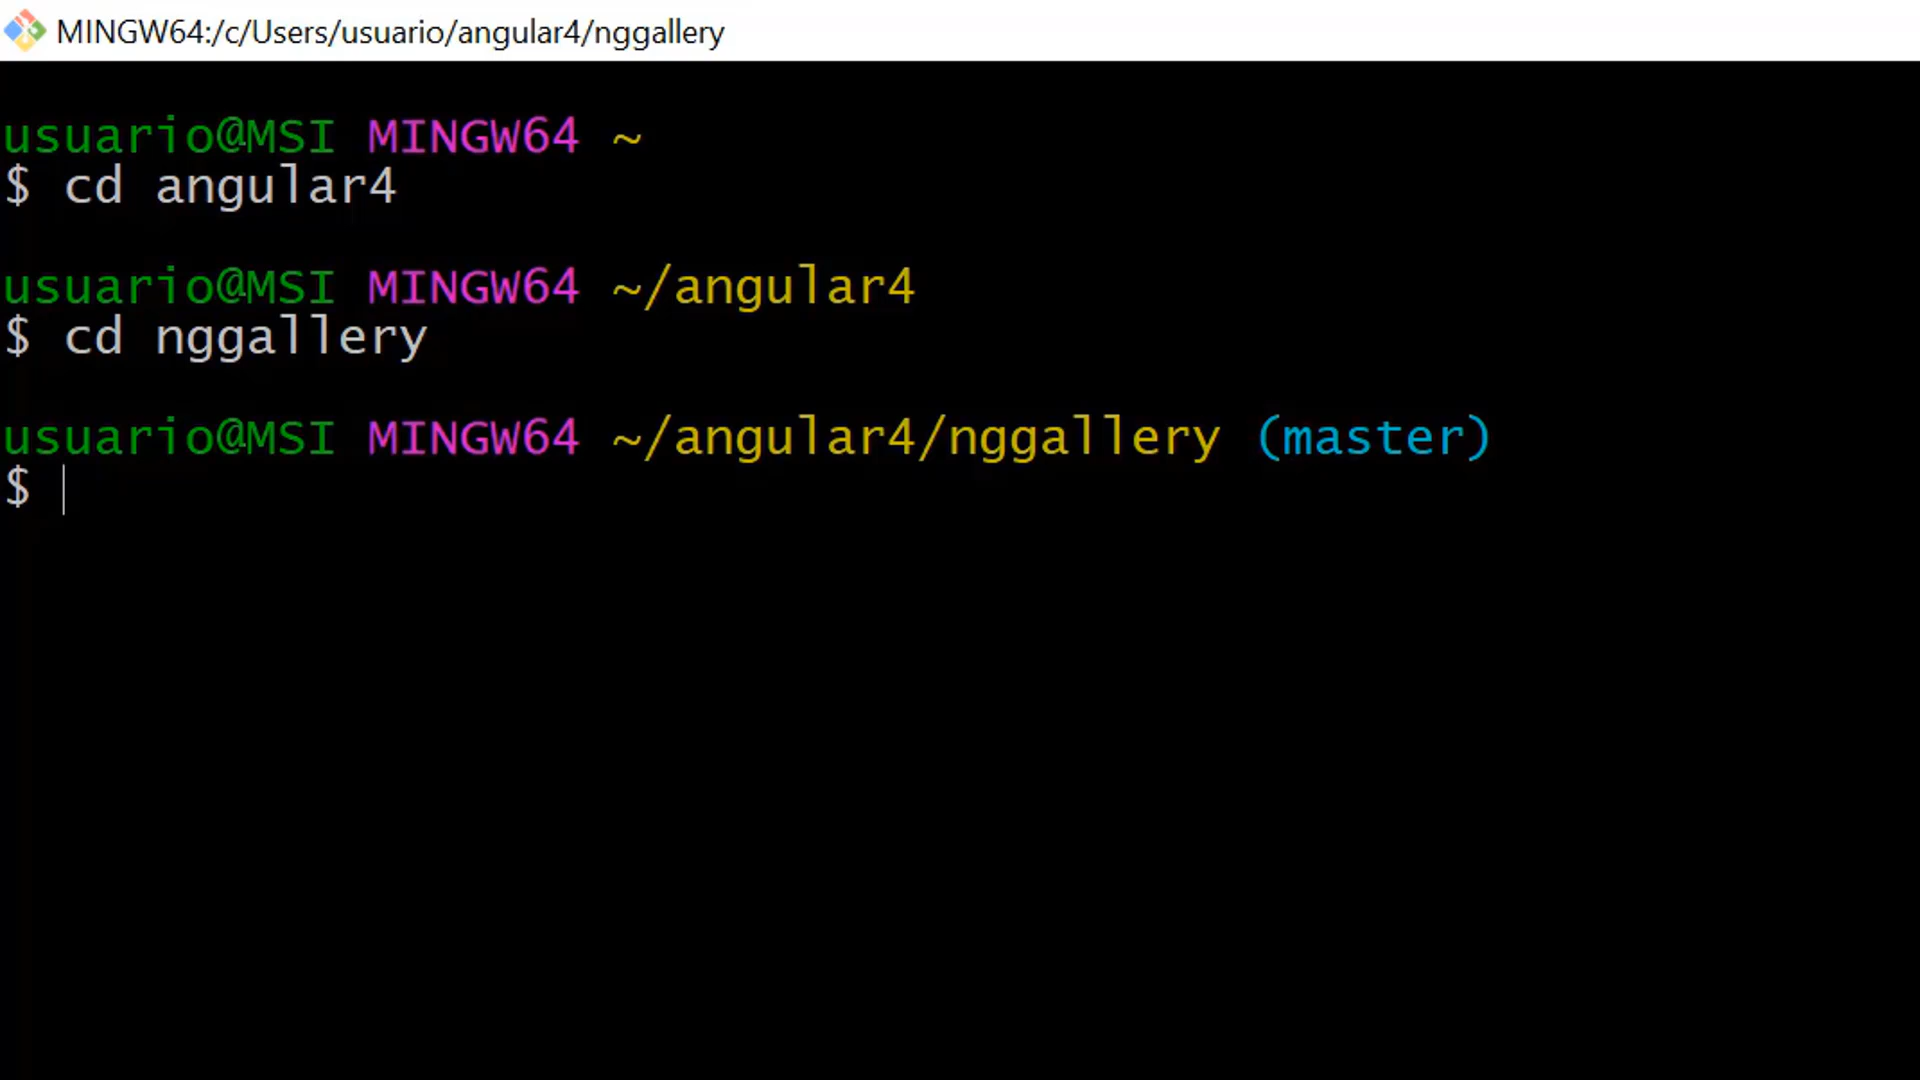 MINGW64:/c/Users/usuario/angular4/nggallery
usuario@MSI MINGW64 ~
$ cd angular4
usuario@MSI MINGW64 ~/angular4
$ cd nggallery
usuario@MSI MINGW64 ~/angular4/nggallery (master)
$